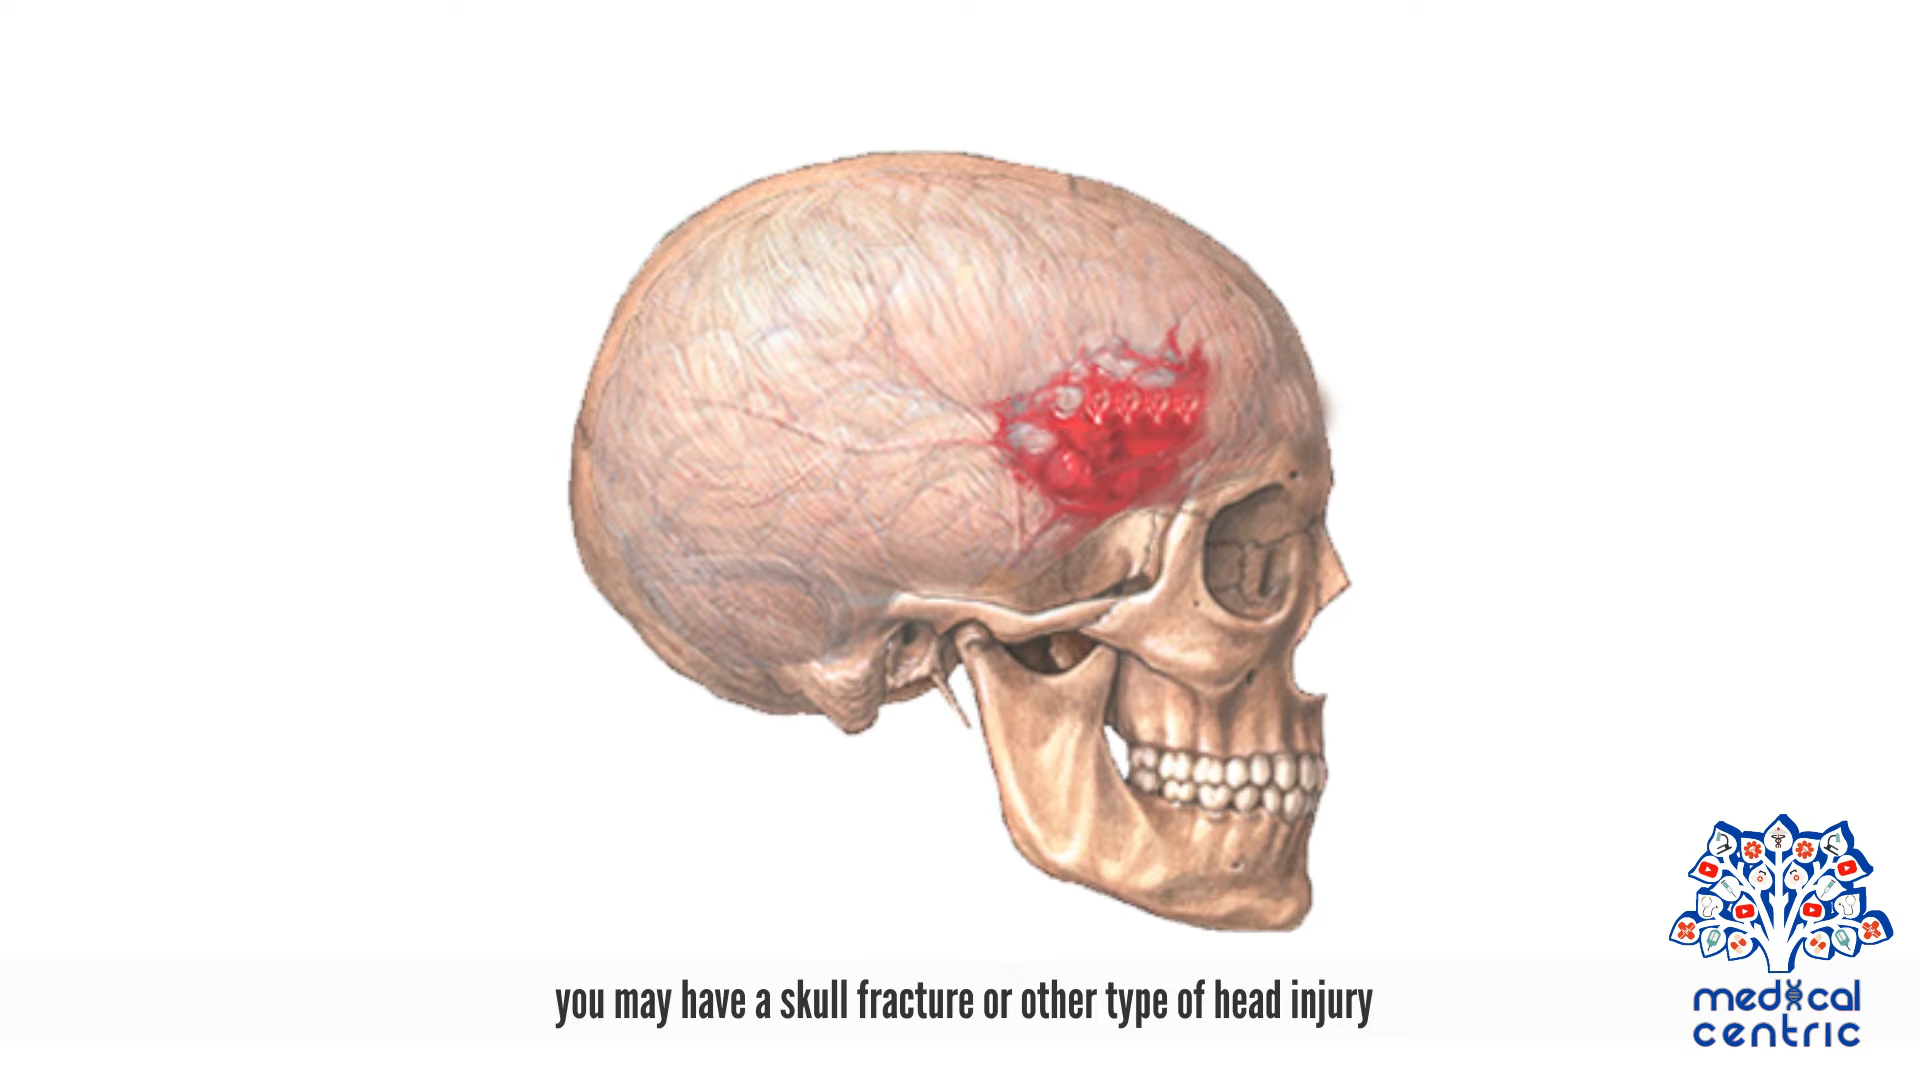 you may have a skull fracture or other type of head injury
medical
centric